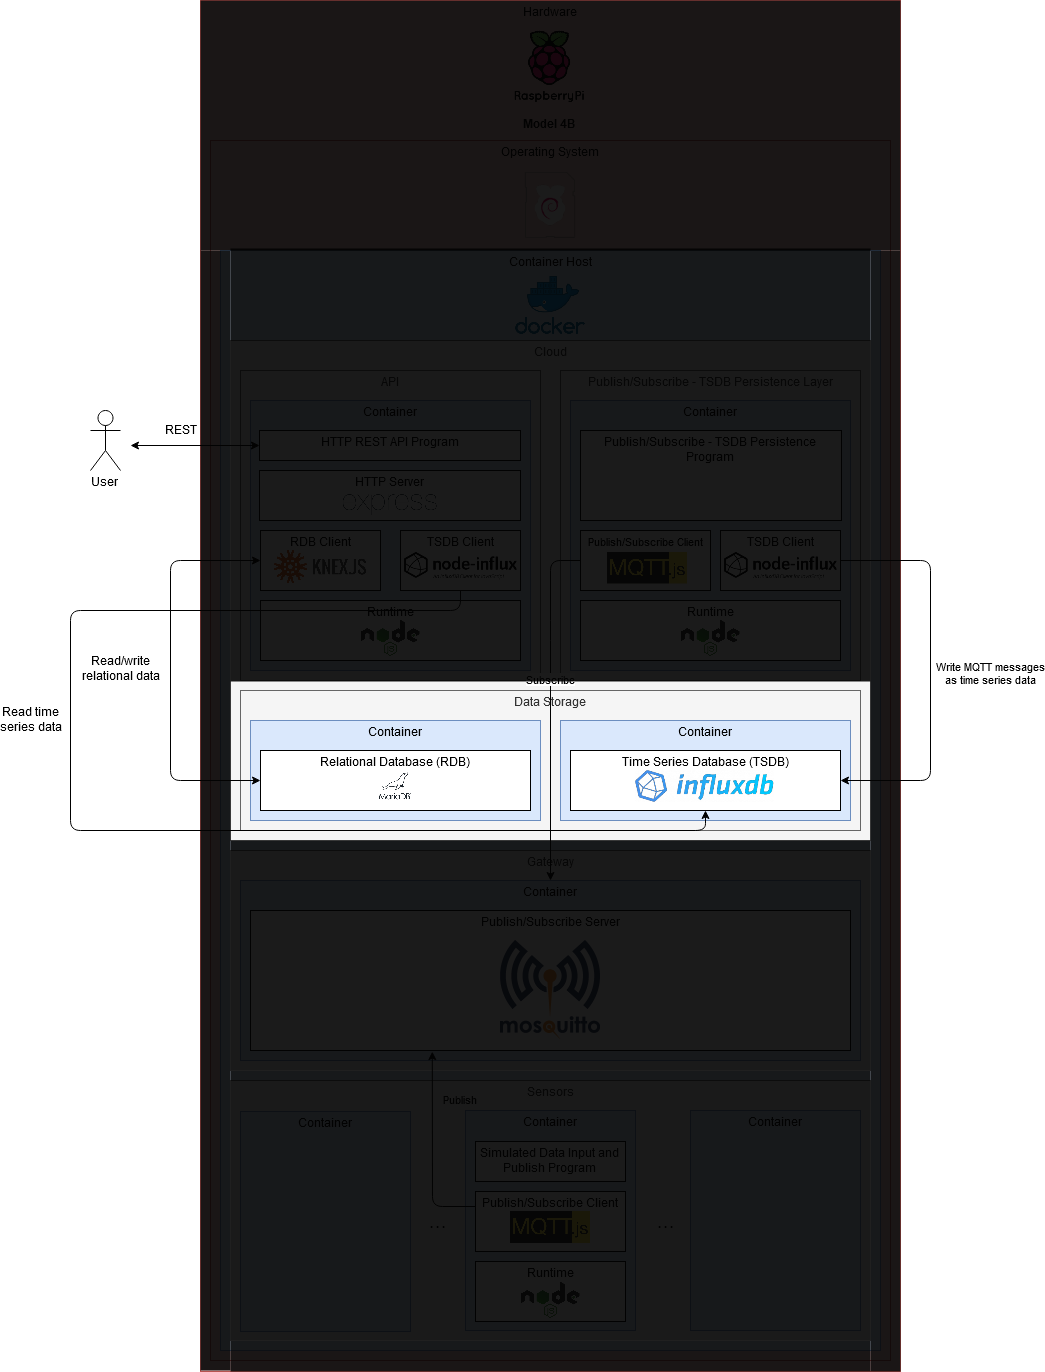 Hardware
RaspberryPi
Model 4B
Operating System
Container Host
docker
Cloud
API
Publish/Subscribe - TSDB Persistence Layer
Container
Container
HTTP REST API Program
Publish/Subscribe - TSDB Persistence
Program
REST
User
HTTP Server
express
RDB Client
KNEX.JS
TSDB Client
node-influx
Publish/Subscribe Client
MQTT.js
TSDB Client
node-influx
Runtime
node
JS
Runtime
node
JS
Read/write
relational data
Write MQTT messages
as time series data
Read time
series data
Subscribe
Data Storage
Container
Container
Relational Database (RDB)
MariaDB
Time Series Database (TSDB)
influxdb
Gateway
Container
Publish/Subscribe Server
mosquitto
Sensors
Publish
Container
Container
Container
Simulated Data Input and
Publish Program
Publish/Subscribe Client
MQTT.js
...
...
Runtime
node
JS